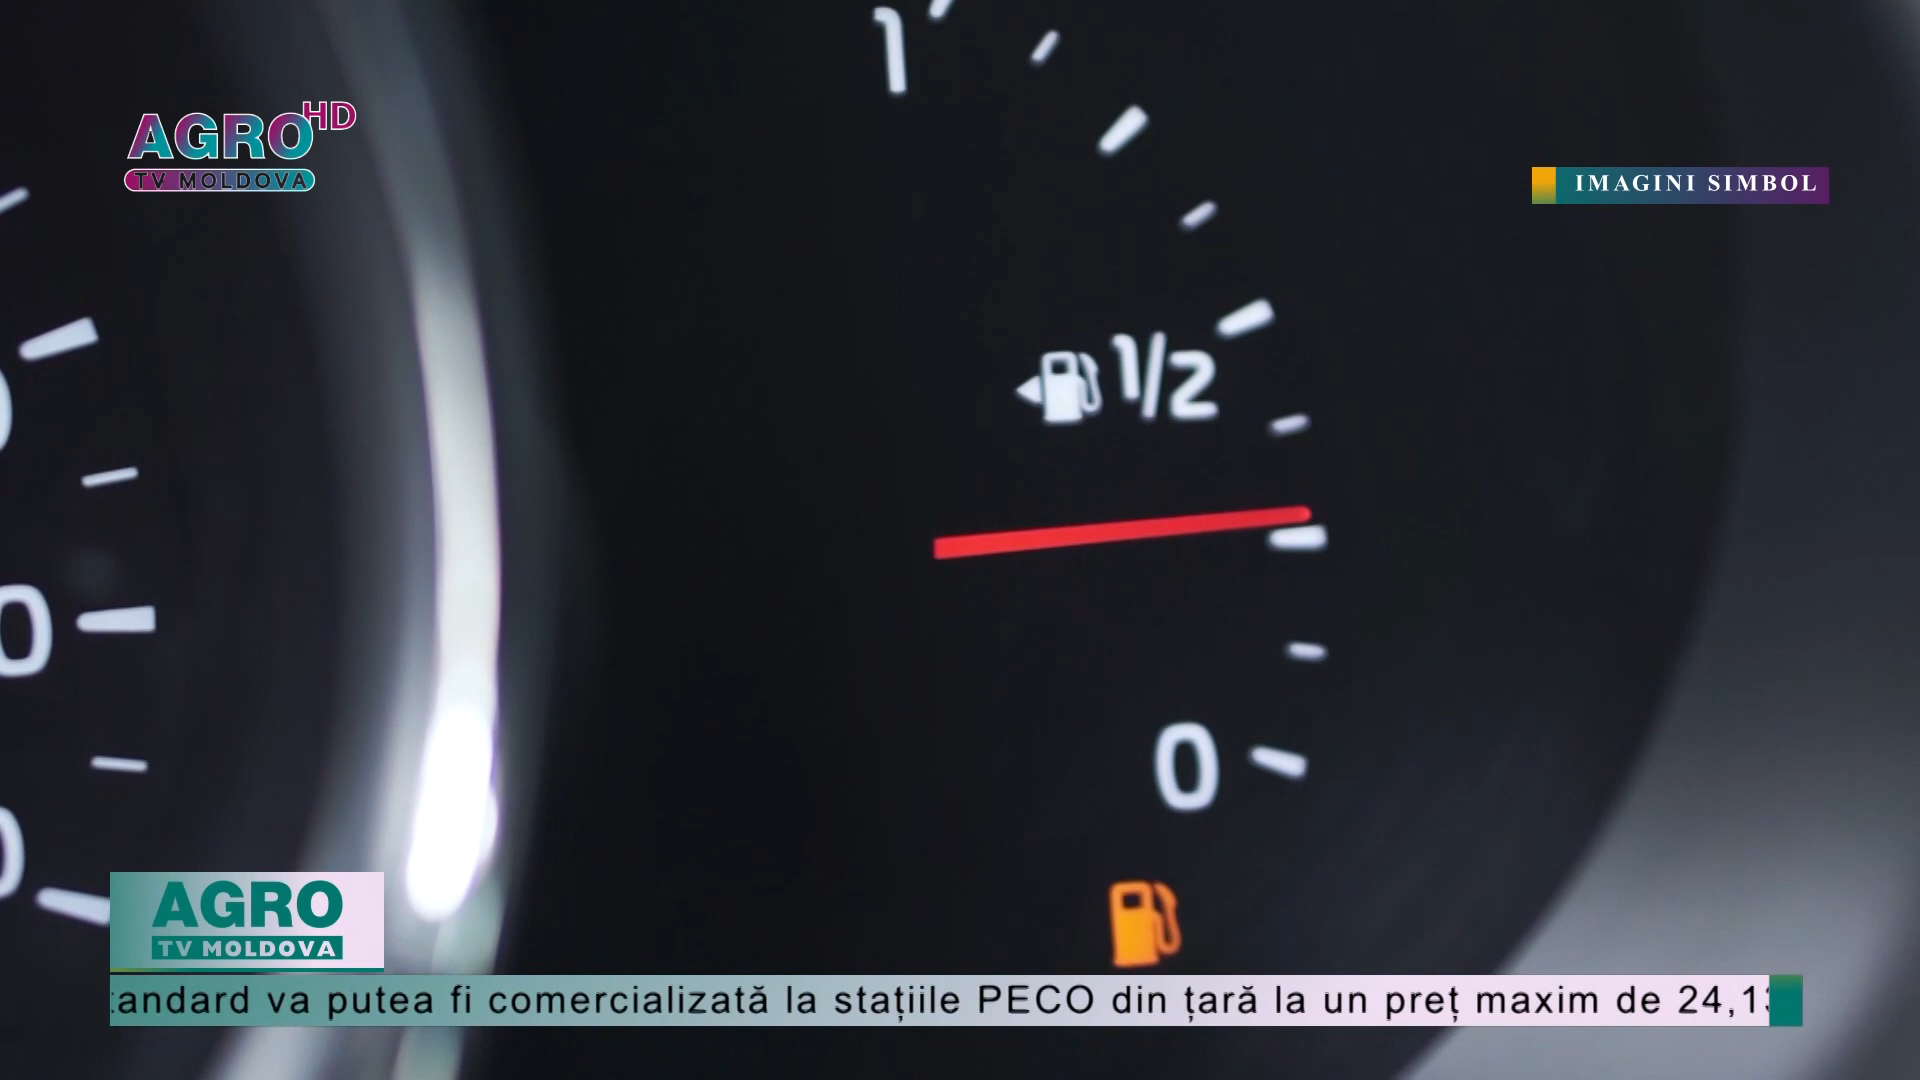 1
AGRO HD
TV MOLDOVA
IMAGINI SIMBOL
1/2
0
0
AGRO
TV MOLDOVA
va putea fi comercializată la stațiile PECO din țară la un preț maxim de